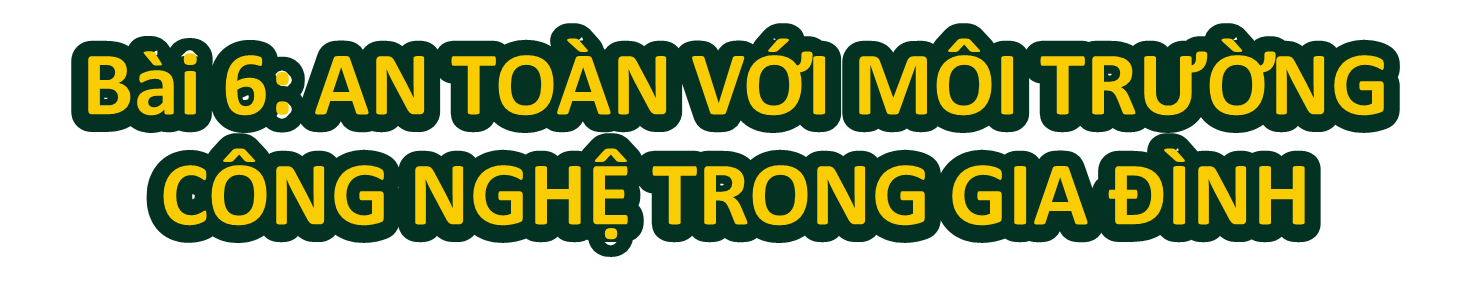 Bài 6: AN TOÀN VỚI MÔI TRƯỜNG
CÔNG NGHỆ TRONG GIA ĐÌNH